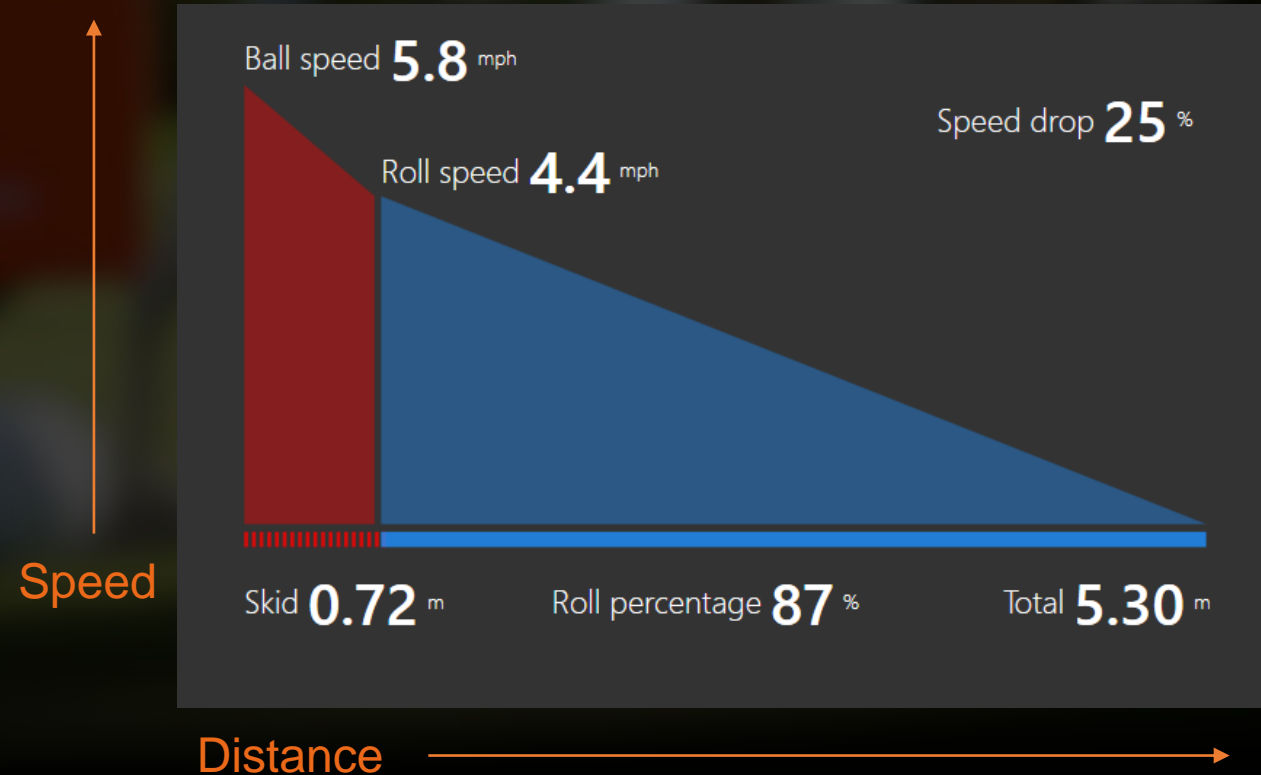 Ball speed 5.8 mph
Speed drop 25 %
Roll speed 4.4 mph
Speed
Skid 0.72 m Roll percentage 87 % Total 5.30 m
Distance